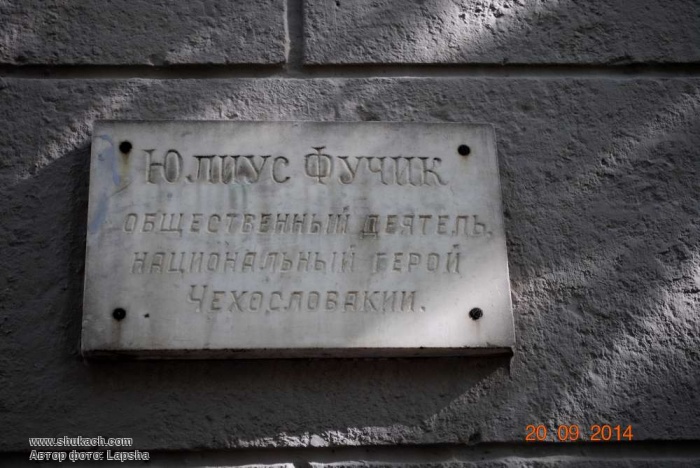 Юлиус Фучик
общественный деятель,
национальный герой
Чехословакии.
www.shukach.com
Автор фото: Lapsha
20 09 2014